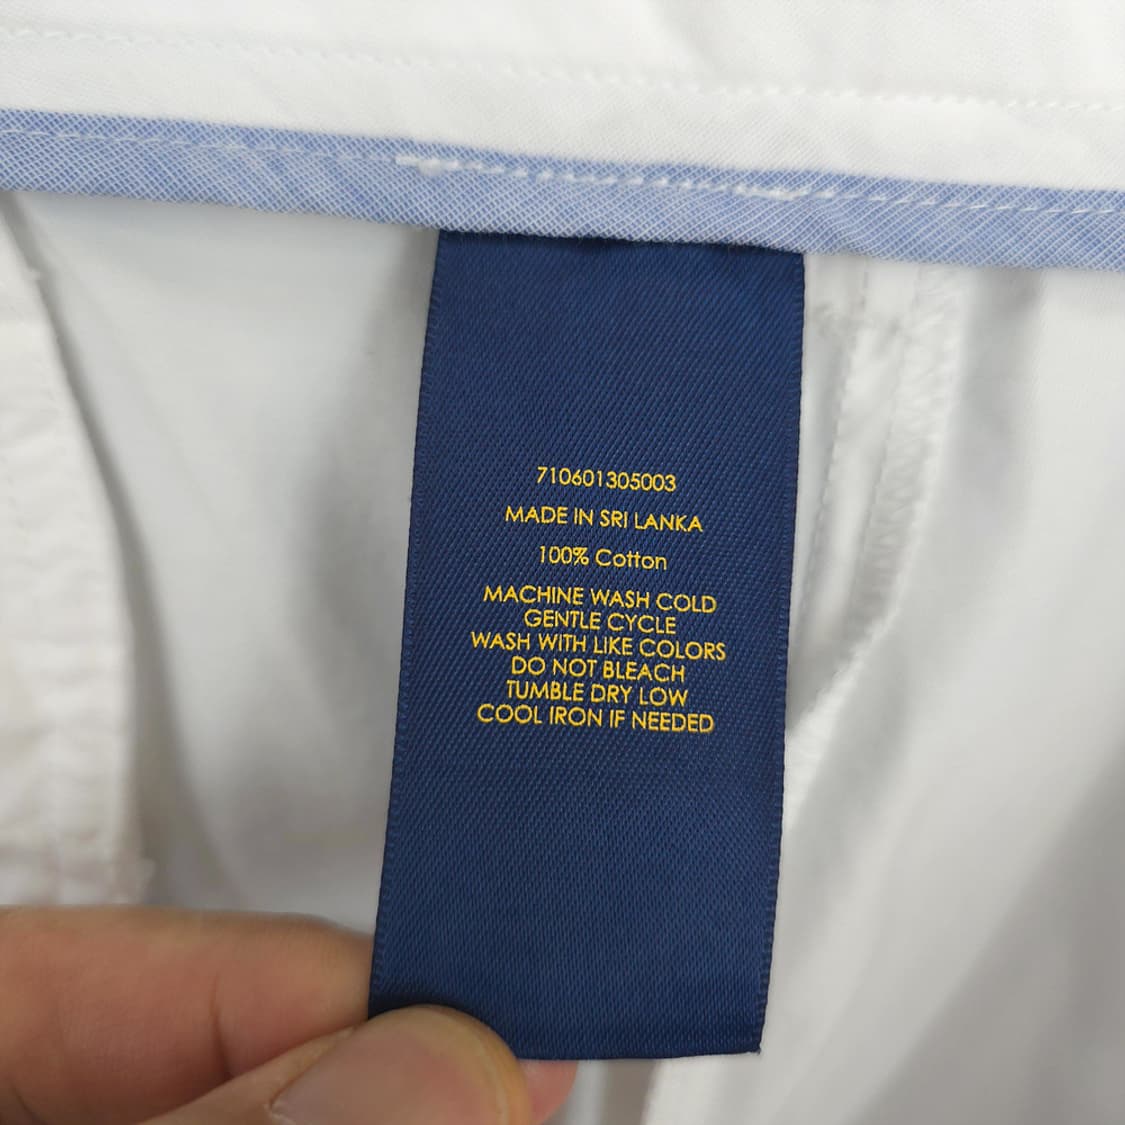 710601305003
MADE IN SRI LANKA
100% Cotton
MACHINE WASH COLD
GENTLE CYCLE
WASH WITH LIKE COLORS
DO NOT BLEACH
TUMBLE DRY LOW
COOL IRON IF NEEDED